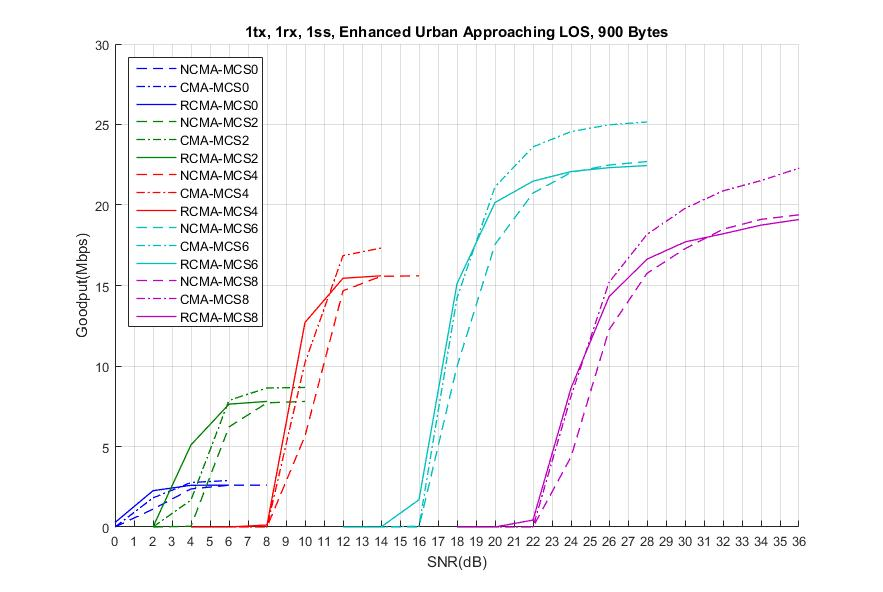 1tx, 1rx, 1ss, Enhanced Urban Approaching LOS, 900 Bytes
30
25
20
15
10
5
0
Goodput(Mbps)
NCMA-MCS0
CMA-MCS0
RCMA-MCS0
NCMA-MCS2
CMA-MCS2
RCMA-MCS2
NCMA-MCS4
CMA-MCS4
RCMA-MCS4
NCMA-MCS6
CMA-MCS6
RCMA-MCS6
NCMA-MCS8
CMA-MCS8
RCMA-MCS8
0 1 2 3 4 5 6 7 8 9 10 11 12 13 14 15 16 17 18 19 20 21 22 23 24 25 26 27 28 29 30 31 32 33 34 35 36
SNR(dB)